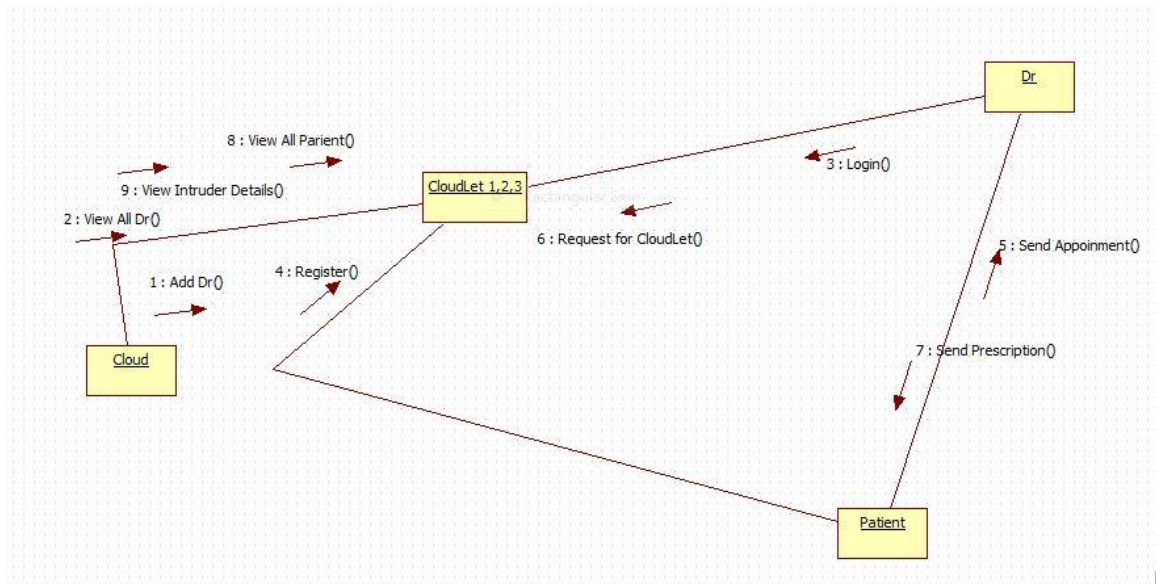 Dr
8 : View All Parient()
3 : Login()
9 : View Intruder Details()
CloudLet 1,2,3
2 : View All Dr()
6 : Request for CloudLet()
5 : Send Appoinment()
4 : Register()
1 : Add Dr()
Cloud
7 : Send Prescription()
Patient